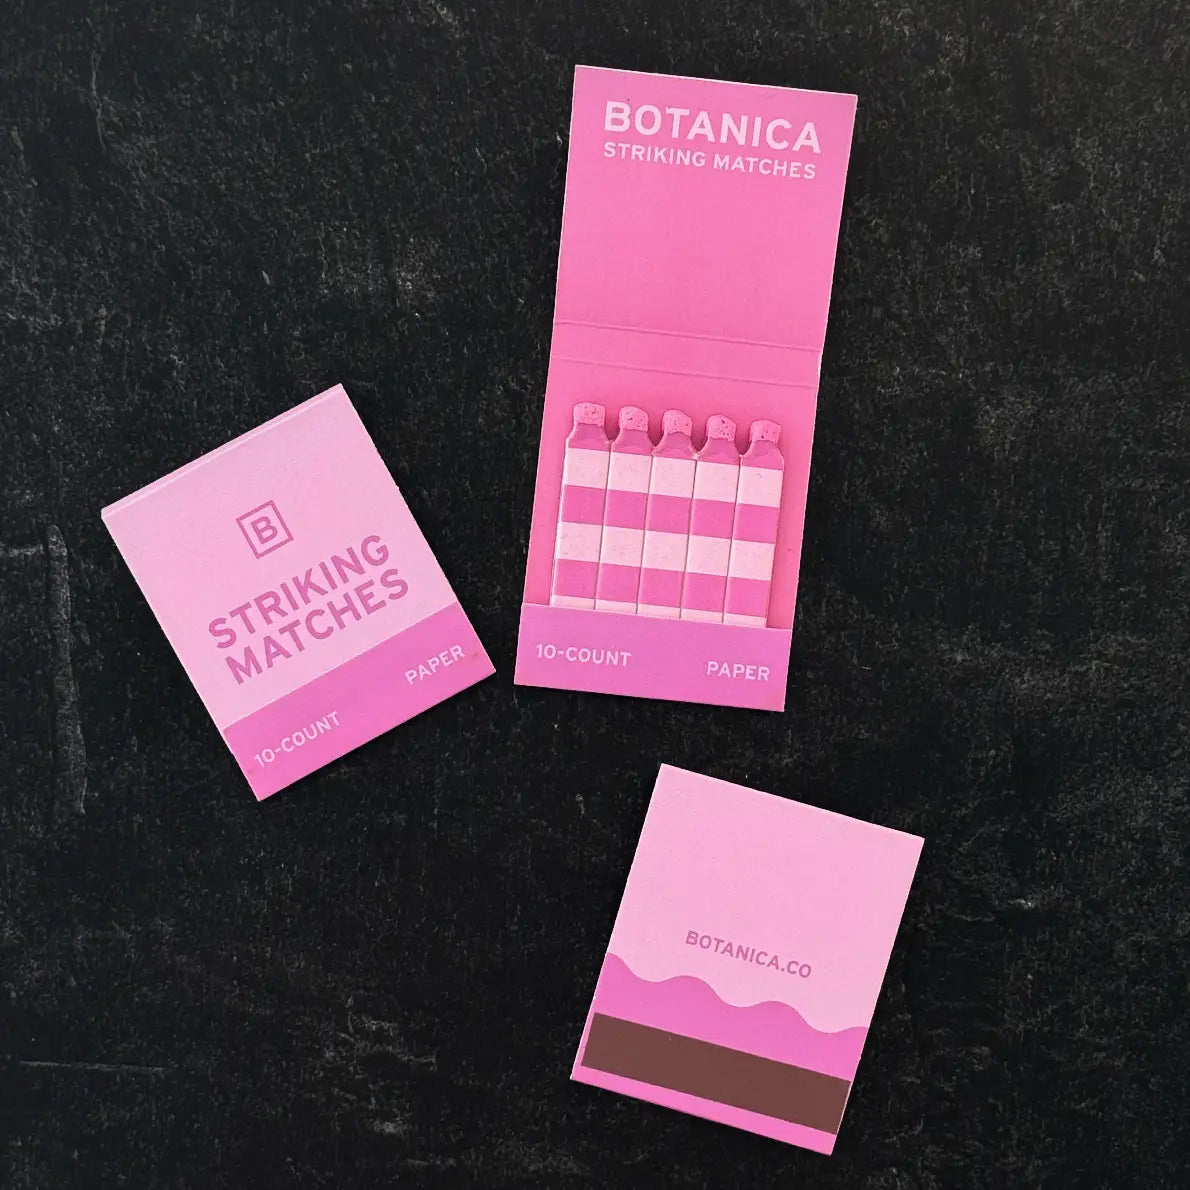 BOTANICA
STRIKING MATCHES
10-COUNT
PAPER
B
STRIKING
MATCHES
10-COUNT
PAPER
BOTANICA.CO